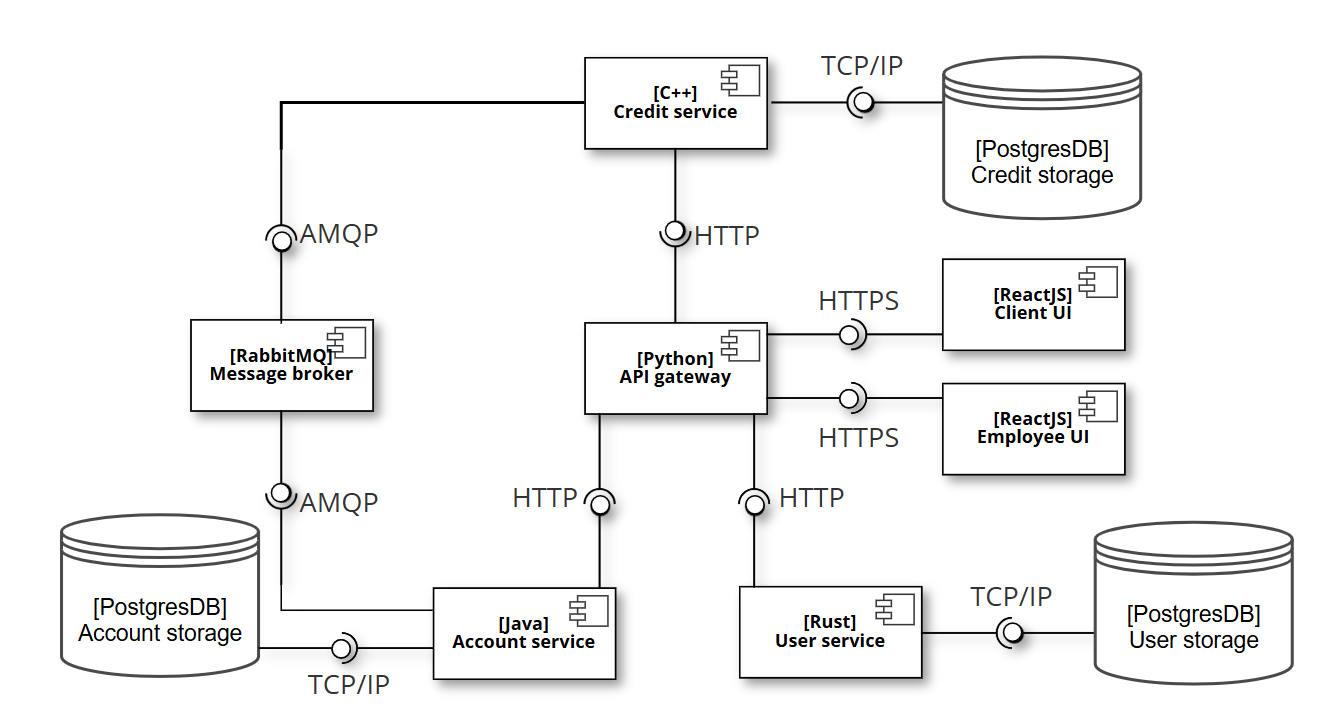 TCP/IP
[C++]
Credit service
[PostgresDB]
Credit storage
AMQP
HTTP
[ReactJS]
Client UI
HTTPS
[RabbitMQ]
Message broker
[Python]
API gateway
HTTPS
[ReactJS]
Employee UI
AMQP
HTTP
HTTP
[PostgresDB]
Account storage
TCP/IP
[Java]
Account service
[Rust]
User service
TCP/IP
[PostgresDB]
User storage